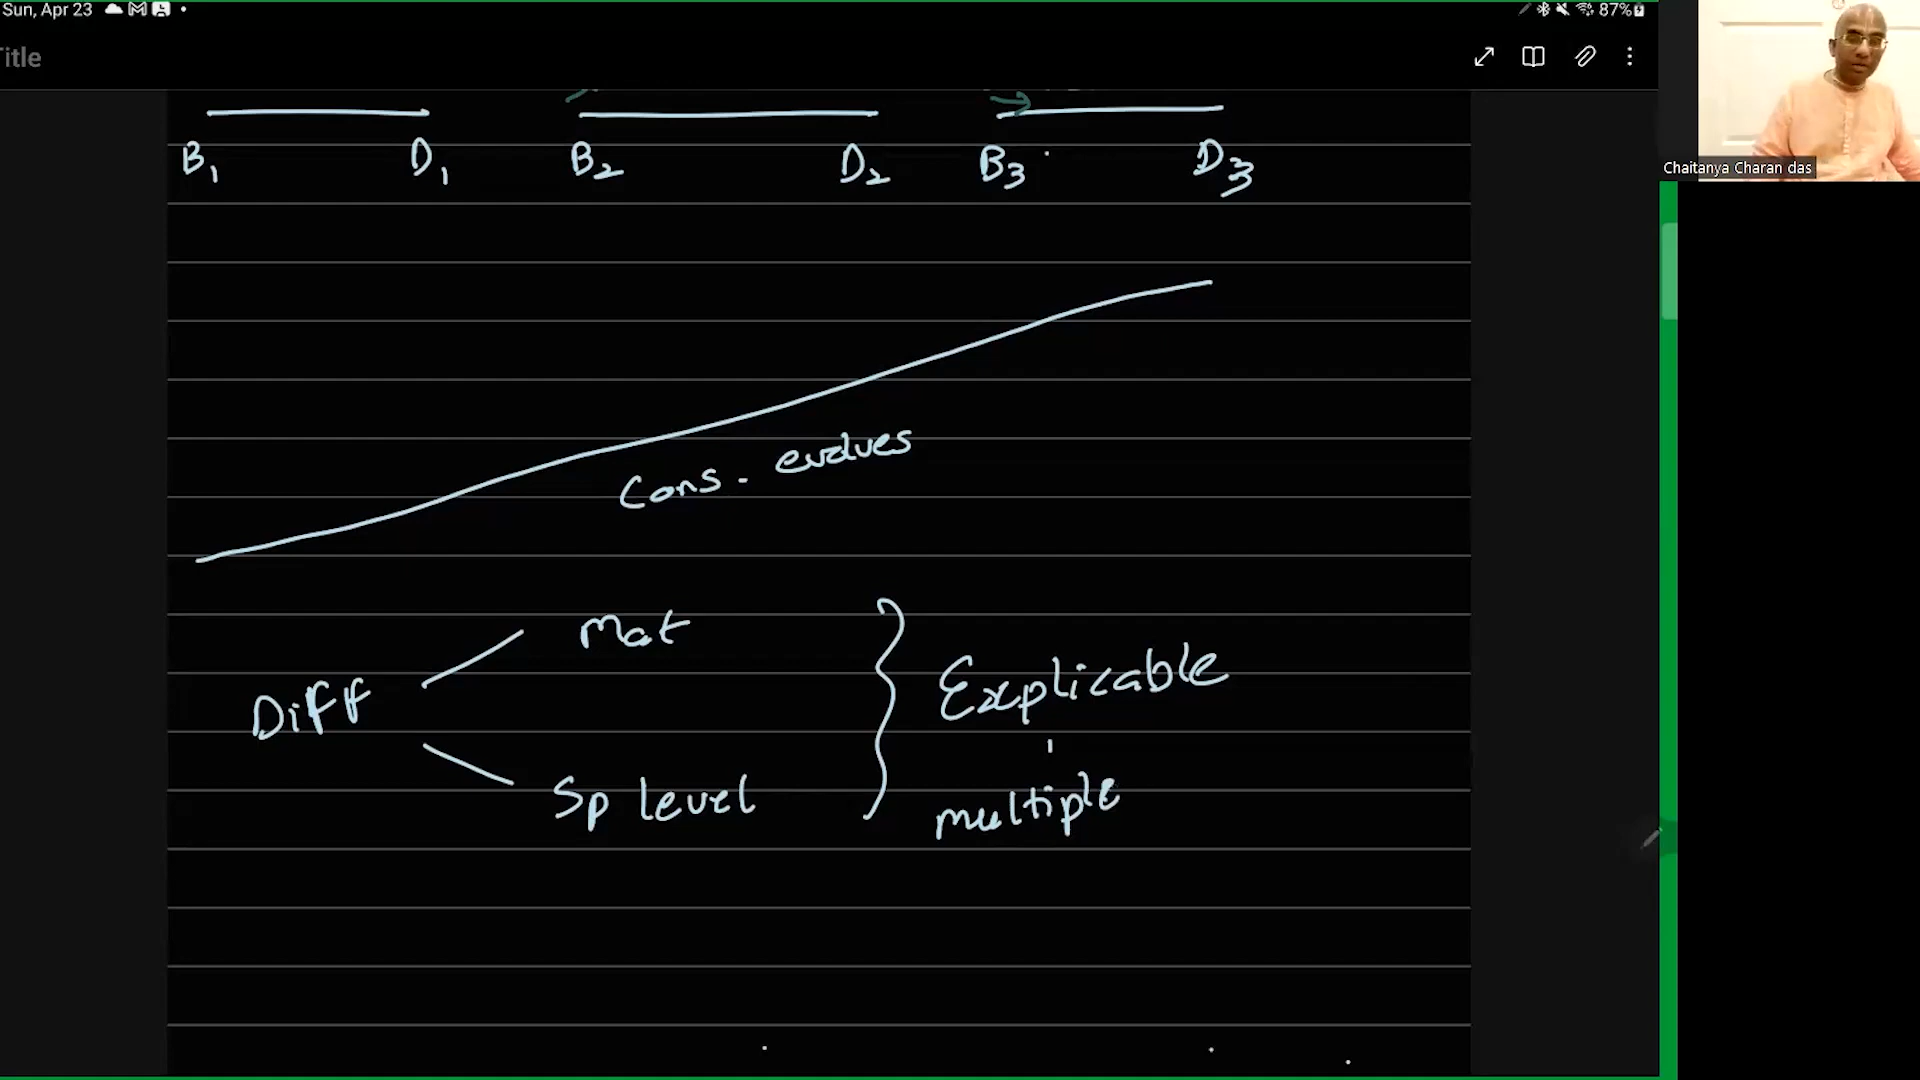 Sun, Apr 23
87%
Title
Chaitanya Charan das
B1 D1 B2 D2 B3 D3
Cons. evolves
Mat
Diff
Explicable
Sp level
multiple